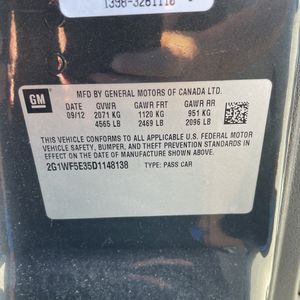 1398-3261110
GM
MFD BY GENERAL MOTORS OF CANADA LTD.
DATE GVWR GAWR FRT GAWR RR
09/12 2071 KG 1120 KG 951 KG
4565 LB 2469 LB 2096 LB
THIS VEHICLE CONFORMS TO ALL APPLICABLE U.S. FEDERAL MOTOR
VEHICLE SAFETY, BUMPER, AND THEFT PREVENTION STANDARDS IN
EFFECT ON THE DATE OF MANUFACTURE SHOWN ABOVE.
2G1WF5E35D1148138 TYPE: PASS CAR